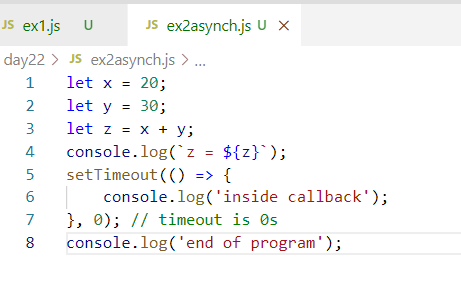 JS ex1.js U JS ex2asynch.js U ×
day22 > JS ex2asynch.js > ...
1 let x = 20;
2 let y = 30;
3 let z = x + y;
4 console.log(`z = ${z}`);
5 setTimeout(() => {
6     console.log('inside callback');
7 }, 0); // timeout is 0s
8 console.log('end of program');